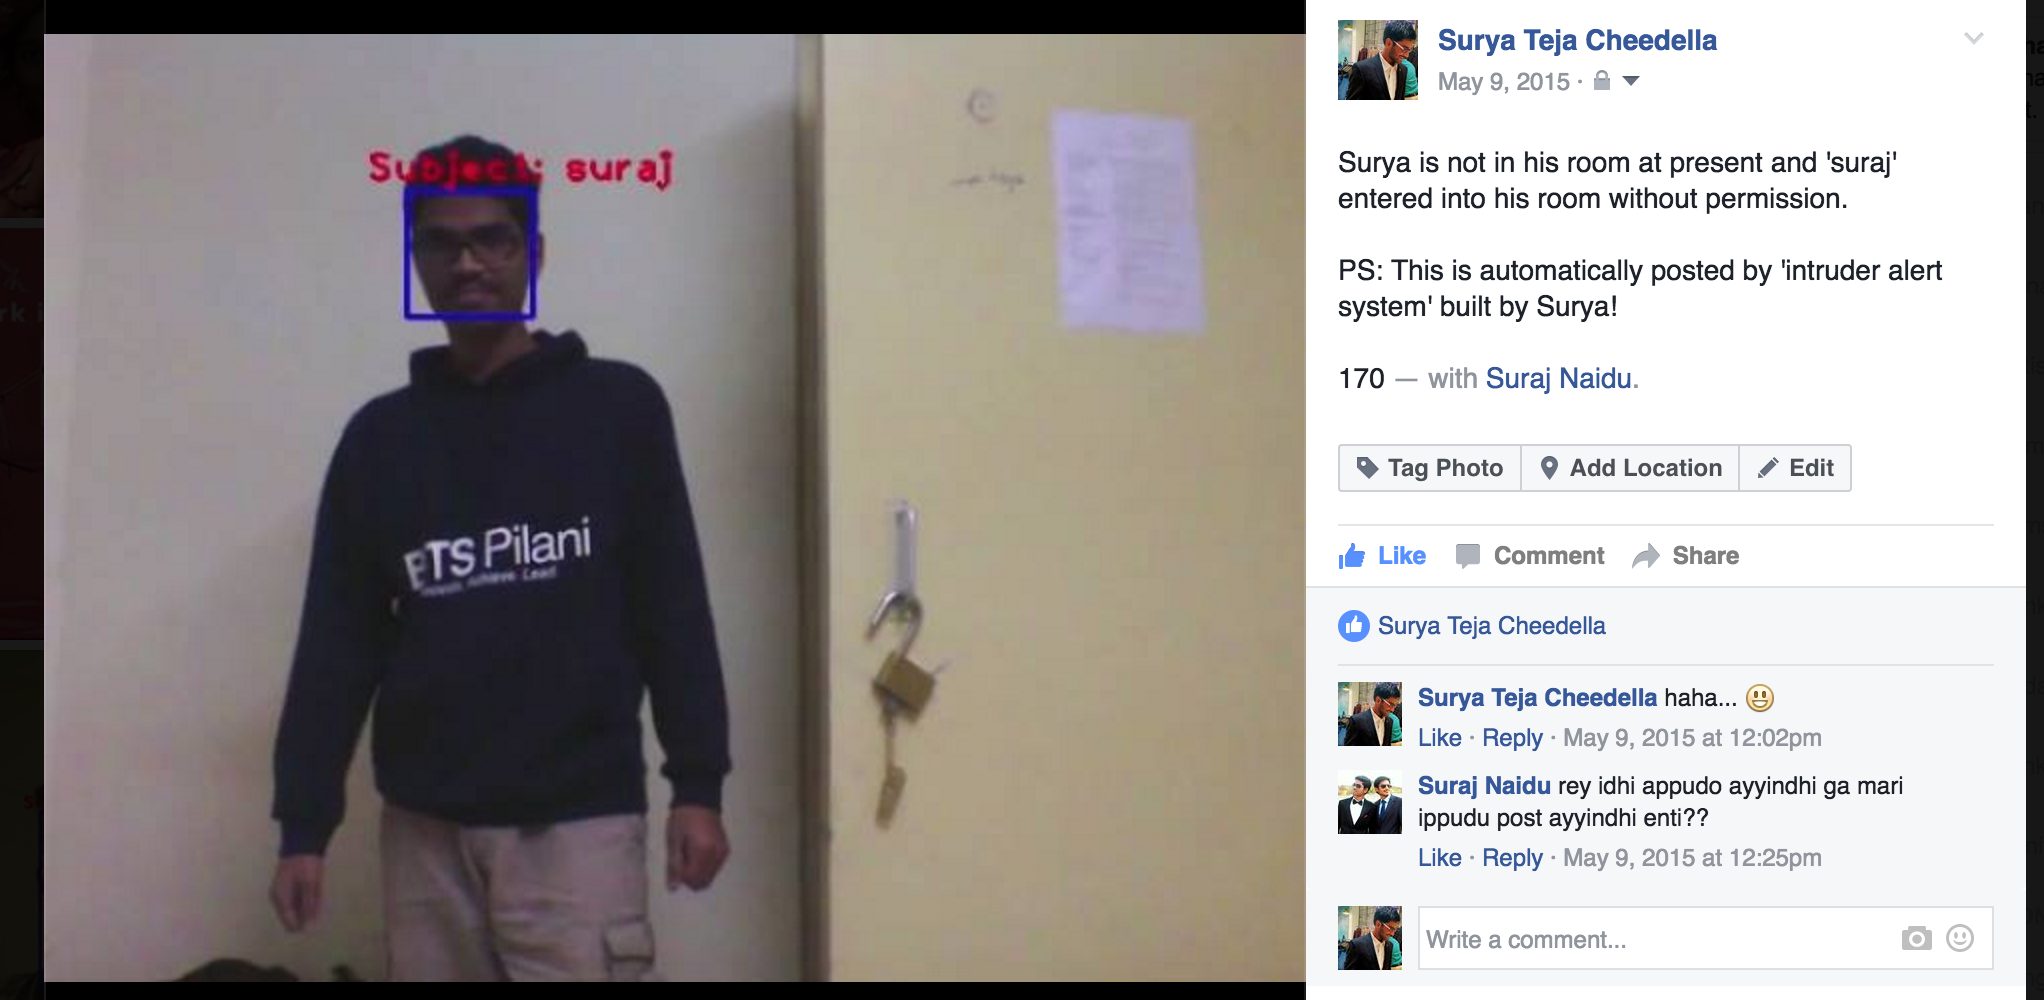 Subject: suraj
BITS Pilani
Surya Teja Cheedella
May 9, 2015 ·
Surya is not in his room at present and 'suraj'
entered into his room without permission.
PS: This is automatically posted by 'intruder alert
system' built by Surya!
170 — with Suraj Naidu.
Tag Photo Add Location Edit
Like Comment Share
Surya Teja Cheedella
Surya Teja Cheedella haha... 😃
Like · Reply · May 9, 2015 at 12:02pm
Suraj Naidu rey idhi appudo ayyindhi ga mari
ippudu post ayyindhi enti??
Like · Reply · May 9, 2015 at 12:25pm
Write a comment...